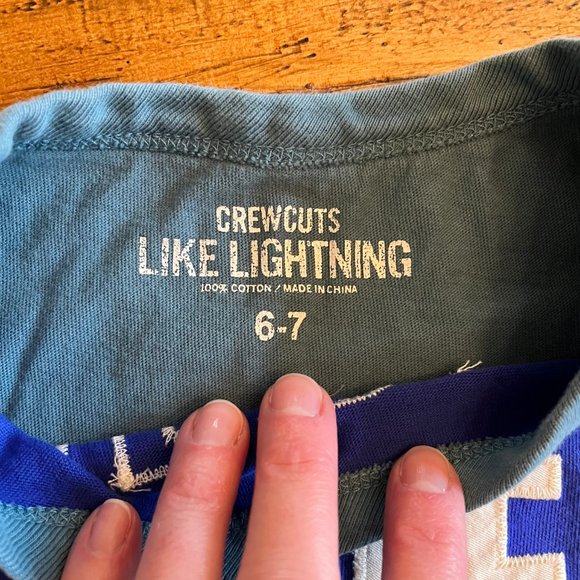 CREWCUTS
LIKE LIGHTNING
100% COTTON / MADE IN CHINA
6-7